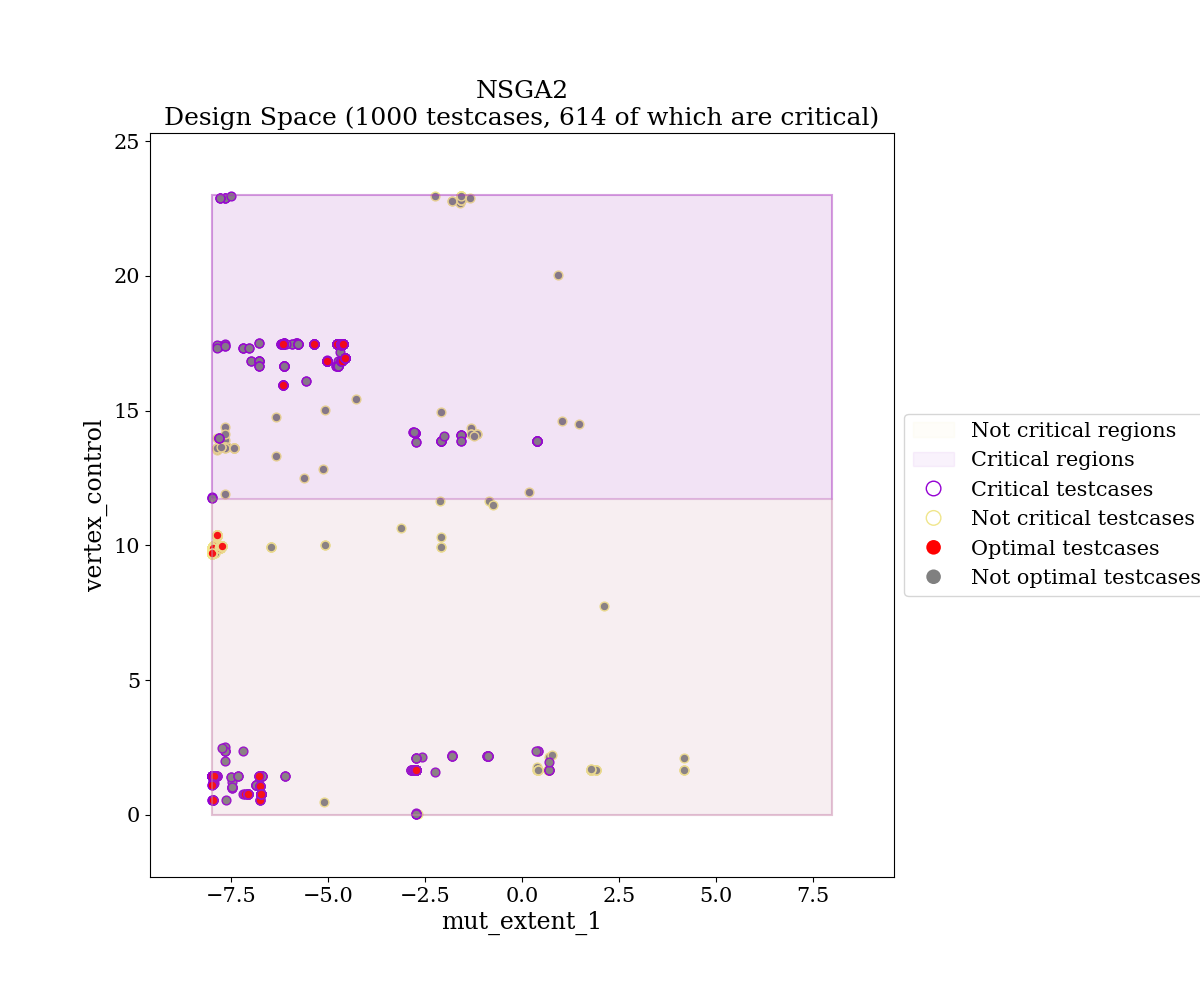 NSGA2
Design Space (1000 testcases, 614 of which are critical)
25
20
15
10
5
0
vertex_control
−7.5
−5.0
−2.5
0.0
2.5
5.0
7.5
mut_extent_1
Not critical regions
Critical regions
Critical testcases
Not critical testcases
Optimal testcases
Not optimal testcases